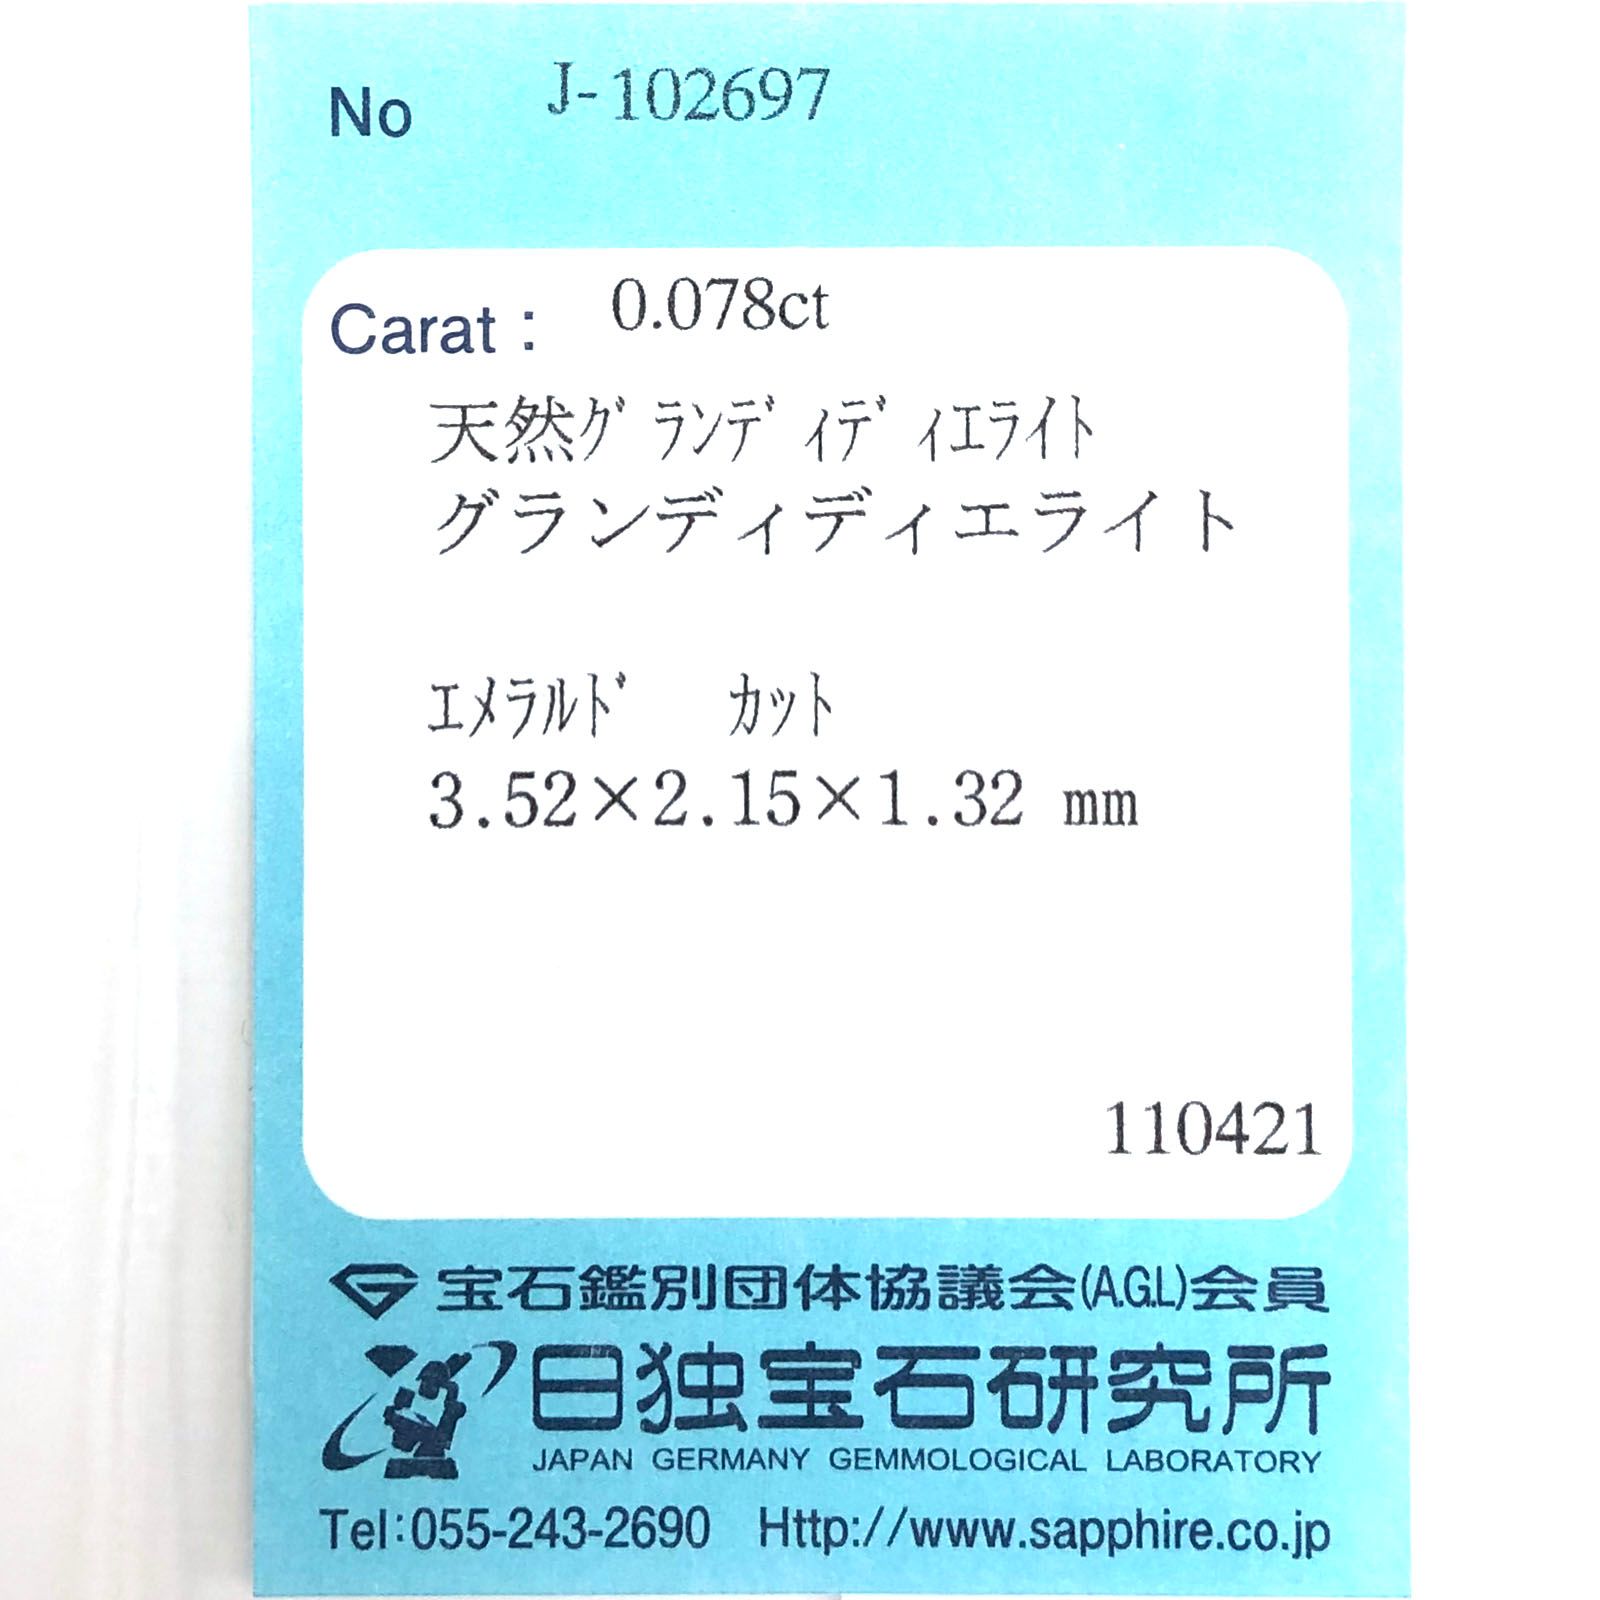 No J-102697
Carat : 0.078ct
天然ｸﾞﾗﾝﾃﾞｨﾃﾞｨｴﾗｲﾄ
グランディディエライト
ｴﾒﾗﾙﾄﾞ ｶｯﾄ
3.52×2.15×1.32 mm
110421
宝石鑑別団体協議会(A.G.L)会員
日独宝石研究所
JAPAN GERMANY GEMMOLOGICAL LABORATORY
Tel:055-243-2690 Http://www.sapphire.co.jp